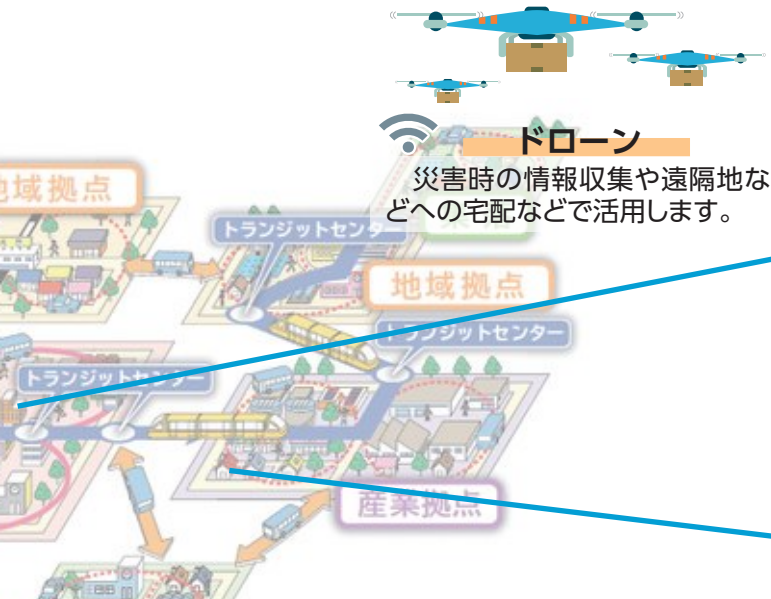 ドローン
災害時の情報収集や遠隔地な
どへの宅配などで活用します。
域拠点
トランジットセンター
地域拠点
トランジットセンター
トランジットセンター
産業拠点